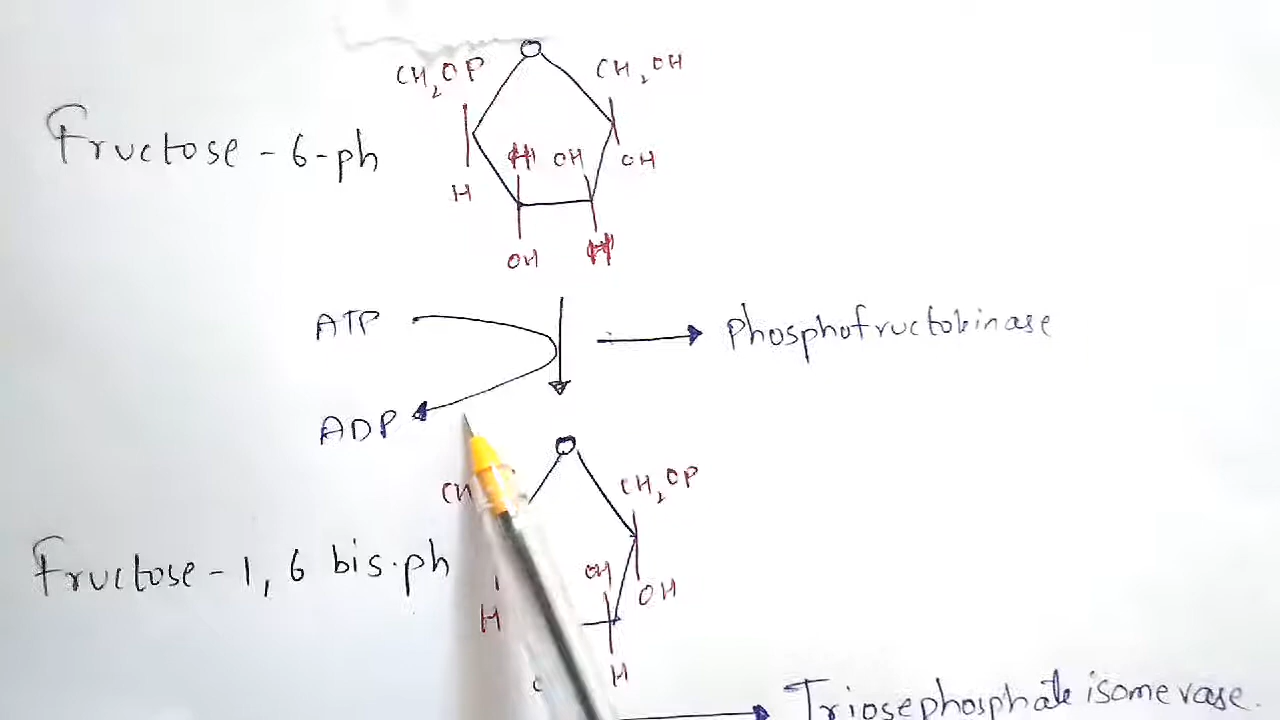 O
CH2OP CH2OH
Fructose - 6 - ph
H OH OH
H
OH H
ATP
Phosphofructokinase
ADP
O
CH2OP
Fructose - 1, 6 bis.ph
OH
OH
H
H
Triosephosphate isomerase.